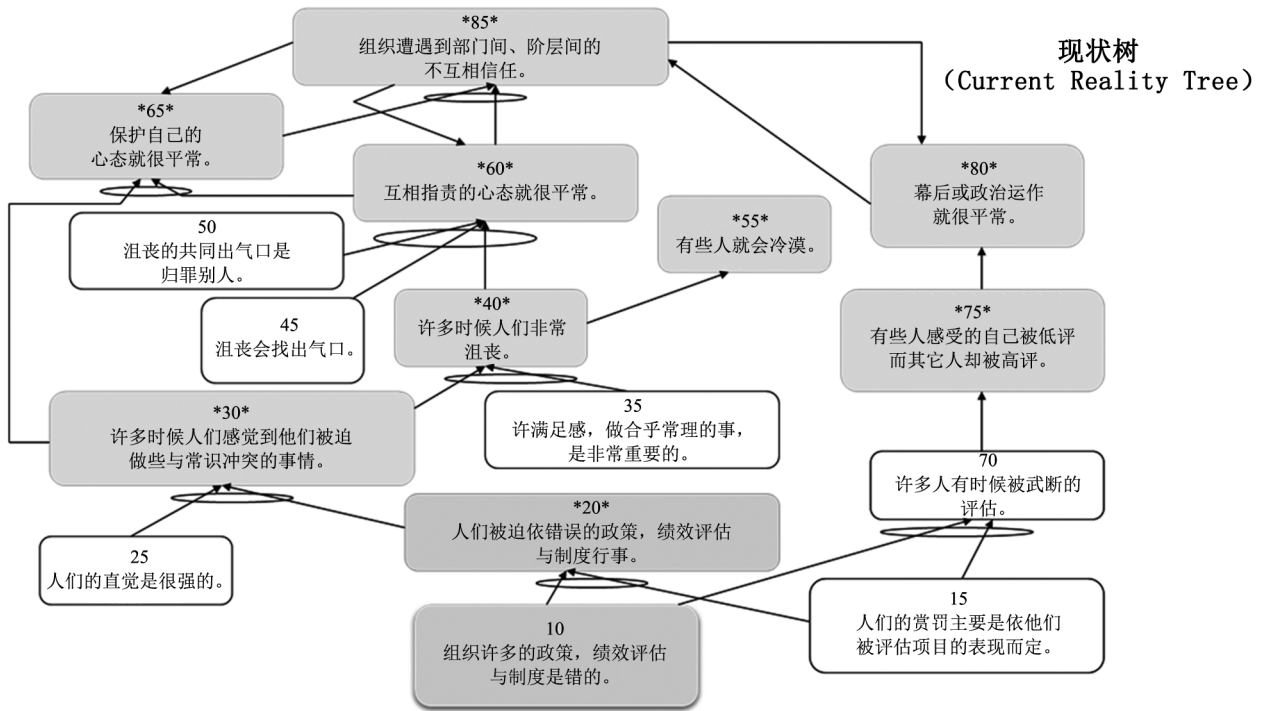 现状树
（Current Reality Tree）
*85*
组织遭遇到部门间、阶层间的
不互相信任。
*65*
保护自己的
心态就很平常。
*60*
互相指责的心态就很平常。
*80*
幕后或政治运作
就很平常。
50
沮丧的共同出气口是
归罪别人。
*55*
有些人就会冷漠。
45
沮丧会找出气口。
*40*
许多时候人们非常
沮丧。
*75*
有些人感受的自己被低评
而其它人却被高评。
*30*
许多时候人们感觉到他们被迫
做些与常识冲突的事情。
35
许满足感，做合乎常理的事，
是非常重要的。
70
许多人有时候被武断的
评估。
*20*
人们被迫依错误的政策，绩效评估
与制度行事。
25
人们的直觉是很强的。
10
组织许多的政策，绩效评估
与制度是错的。
15
人们的赏罚主要是依他们
被评估项目的表现而定。